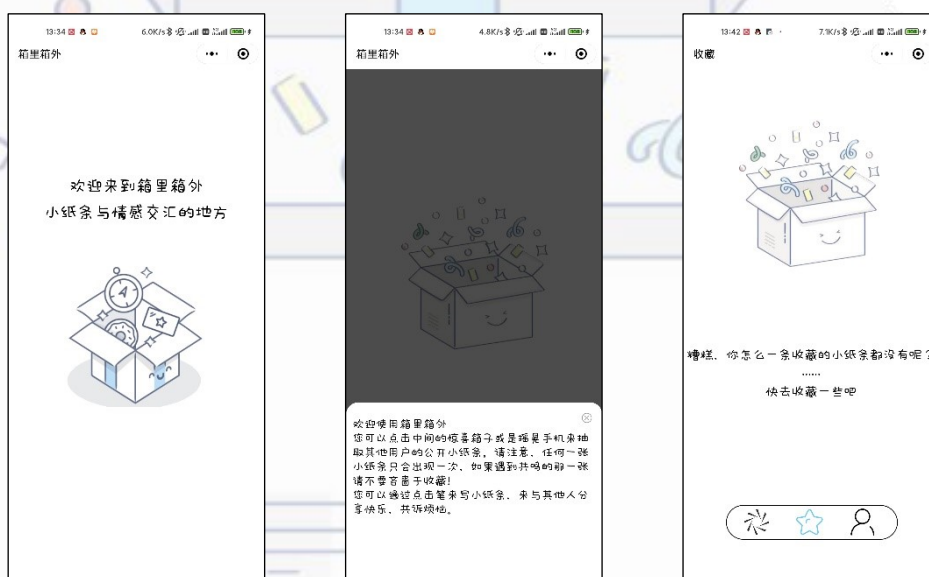 13:34
6.0K/s
箱里箱外
欢迎来到箱里箱外
小纸条与情感交汇的地方
13:34
4.8K/s
箱里箱外
欢迎使用箱里箱外
您可以点击中间的惊喜箱子或是摇晃手机来抽
取其他用户的公开小纸条。请注意、任何一张
小纸条只会出现一次、如果遇到共鸣的那一张
请不要吝啬于收藏!
您可以通过点击笔来写小纸条、来与其他人分
享快乐、共诉烦恼。
13:42
7.1K/s
收藏
糟糕、你怎么一条收藏的小纸条都没有呢?
......
快去收藏一些吧